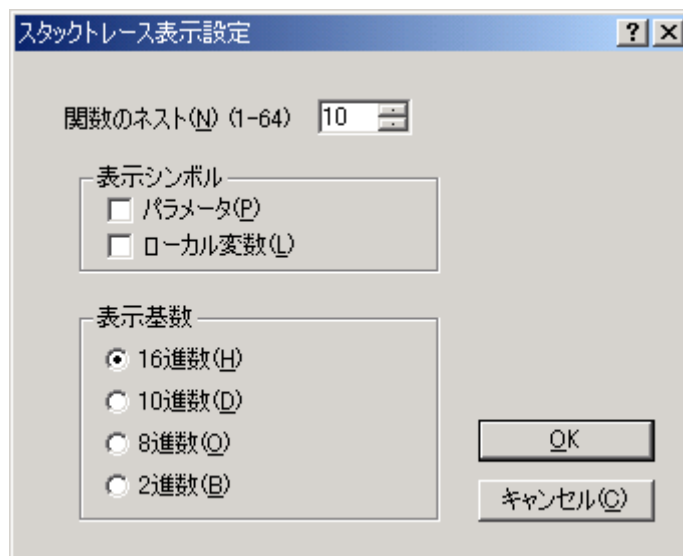 スタックトレース表示設定
関数のネスト(N) (1-64) 10
表示シンボル
パラメータ(P)
ローカル変数(L)
表示基数
16進数(H)
10進数(D)
8進数(O)
2進数(B)
OK
キャンセル(C)